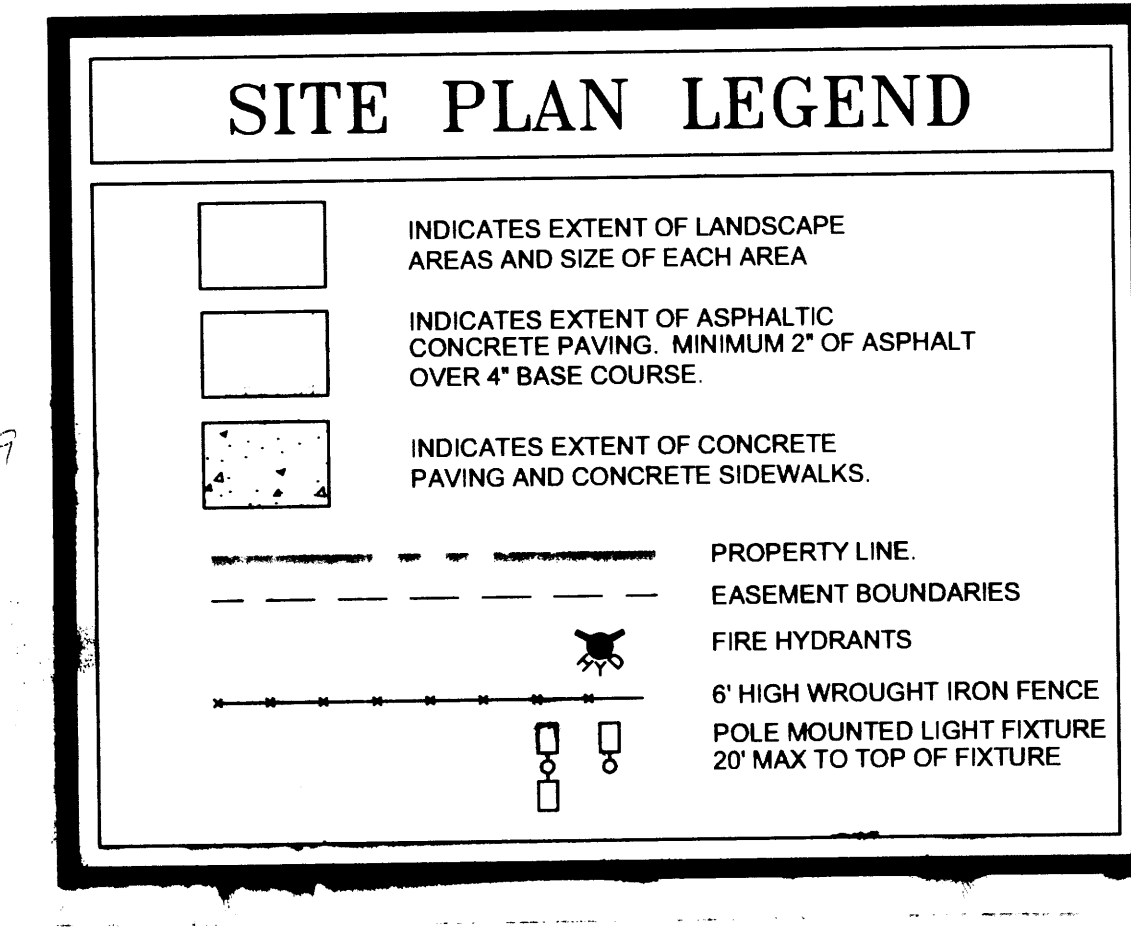 SITE PLAN LEGEND
INDICATES EXTENT OF LANDSCAPE
AREAS AND SIZE OF EACH AREA
INDICATES EXTENT OF ASPHALTIC
CONCRETE PAVING. MINIMUM 2" OF ASPHALT
OVER 4" BASE COURSE.
INDICATES EXTENT OF CONCRETE
PAVING AND CONCRETE SIDEWALKS.
PROPERTY LINE.
EASEMENT BOUNDARIES
HYD
FIRE HYDRANTS
6' HIGH WROUGHT IRON FENCE
POLE MOUNTED LIGHT FIXTURE
20' MAX TO TOP OF FIXTURE